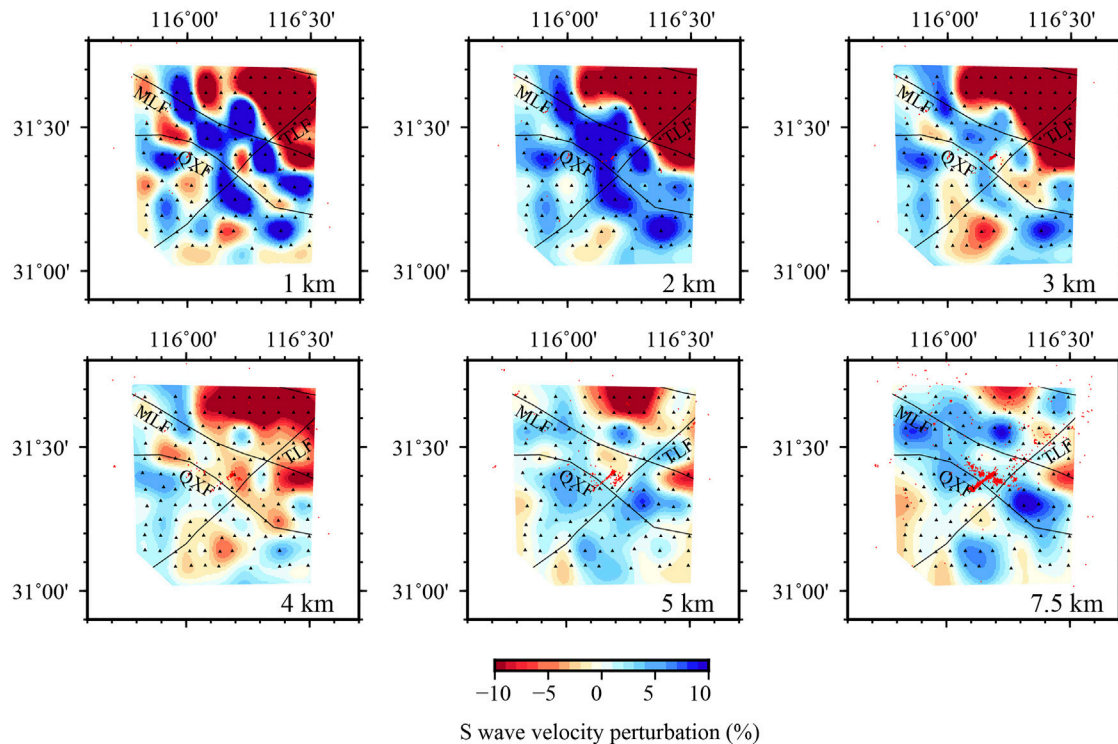 116°00' 116°30' 116°00' 116°30' 116°00' 116°30'
31°30'
31°00'
MLF
QXF
TLF
1 km
MLF
QXF
TLF
2 km
31°30'
31°00'
MLF
QXF
TLF
3 km
116°00' 116°30' 116°00' 116°30' 116°00' 116°30'
31°30'
31°00'
MLF
QXF
TLF
4 km
31°30'
31°00'
MLF
QXF
TLF
5 km
31°30'
31°00'
MLF
QXF
TLF
7.5 km
−10 −5 0 5 10
S wave velocity perturbation (%)